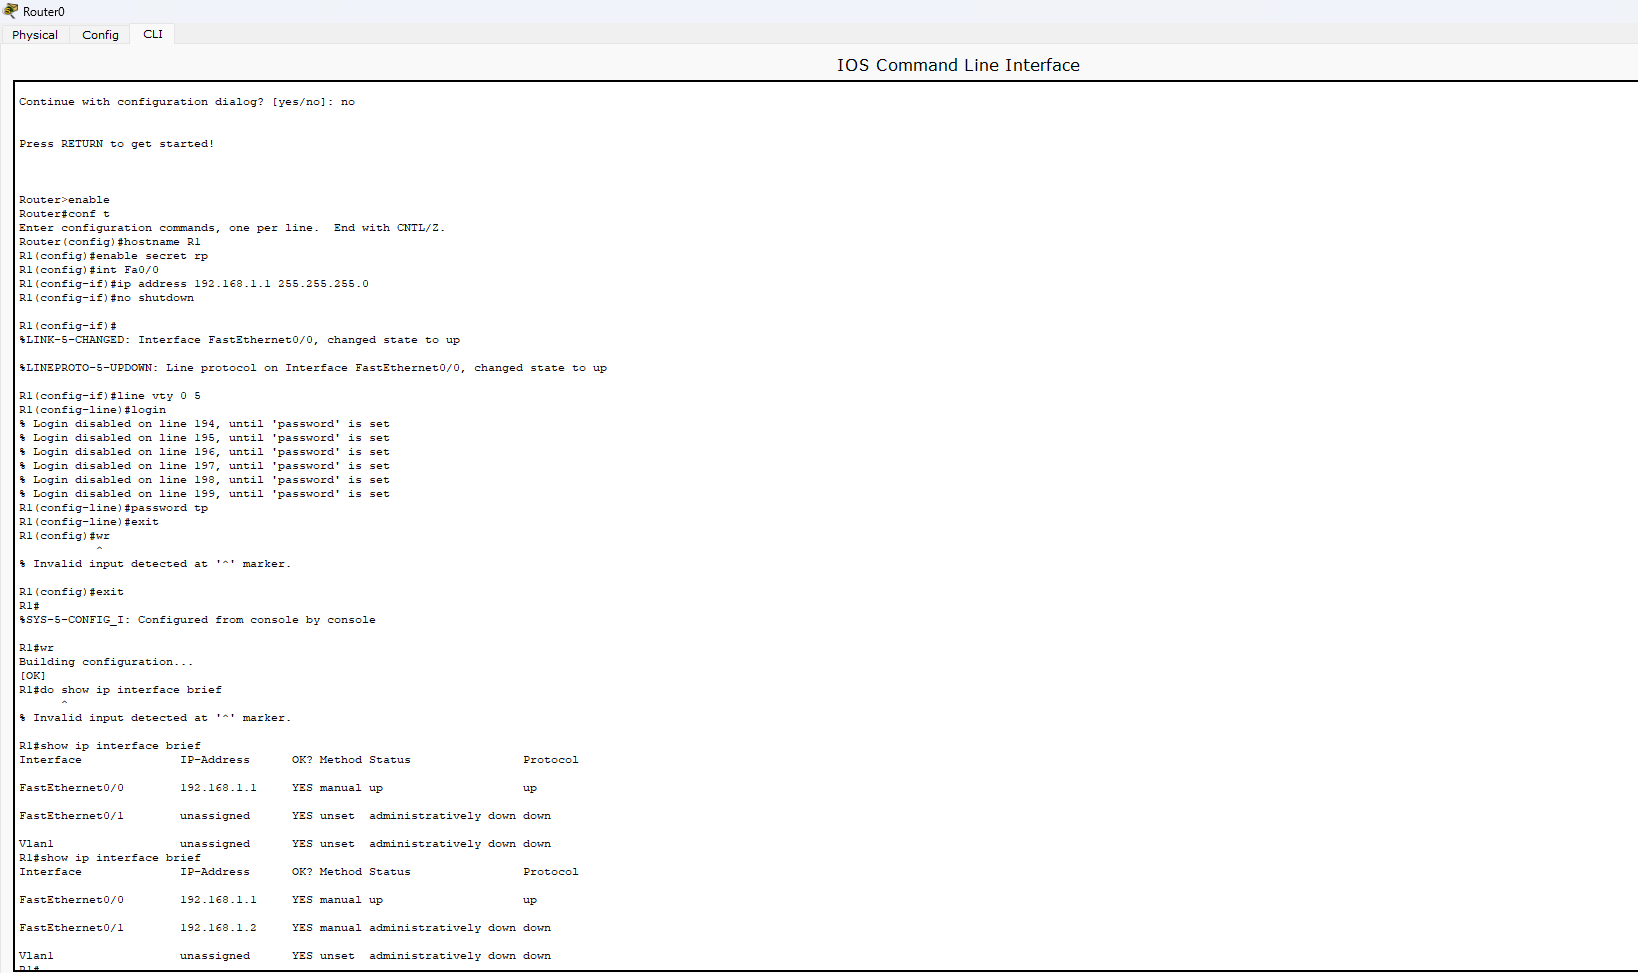 Router0
Physical Config CLI
IOS Command Line Interface
Continue with configuration dialog? [yes/no]: no
Press RETURN to get started!
Router>enable
Router#conf t
Enter configuration commands, one per line.  End with CNTL/Z.
Router(config)#hostname R1
R1(config)#enable secret rp
R1(config)#int Fa0/0
R1(config-if)#ip address 192.168.1.1 255.255.255.0
R1(config-if)#no shutdown
R1(config-if)#
%LINK-5-CHANGED: Interface FastEthernet0/0, changed state to up
%LINEPROTO-5-UPDOWN: Line protocol on Interface FastEthernet0/0, changed state to up
R1(config-if)#line vty 0 5
R1(config-line)#login
% Login disabled on line 194, until 'password' is set
% Login disabled on line 195, until 'password' is set
% Login disabled on line 196, until 'password' is set
% Login disabled on line 197, until 'password' is set
% Login disabled on line 198, until 'password' is set
% Login disabled on line 199, until 'password' is set
R1(config-line)#password tp
R1(config-line)#exit
R1(config)#wr
^
% Invalid input detected at '^' marker.
R1(config)#exit
R1#
%SYS-5-CONFIG_I: Configured from console by console
R1#wr
Building configuration...
[OK]
R1#do show ip interface brief
^
% Invalid input detected at '^' marker.
R1#show ip interface brief
Interface IP-Address OK? Method Status Protocol
FastEthernet0/0 192.168.1.1 YES manual up up
FastEthernet0/1 unassigned YES unset administratively down down
Vlan1 unassigned YES unset administratively down down
R1#show ip interface brief
Interface IP-Address OK? Method Status Protocol
FastEthernet0/0 192.168.1.1 YES manual up up
FastEthernet0/1 192.168.1.2 YES manual administratively down down
Vlan1 unassigned YES unset administratively down down
R1#